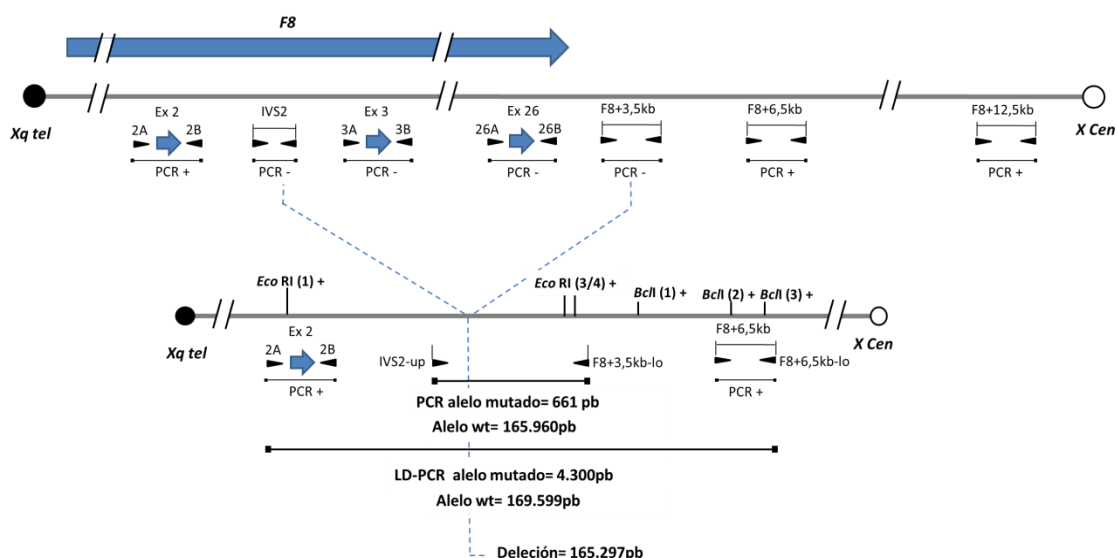 F8
Xq tel
X Cen
Ex 2
2A
2B
PCR +
IVS2
PCR -
Ex 3
3A
3B
PCR -
Ex 26
26A
26B
PCR -
F8+3,5kb
PCR -
F8+6,5kb
PCR +
F8+12,5kb
PCR +
Eco RI (1) +
Eco RI (3/4) +
BclI (1) +
BclI (2) +
BclI (3) +
Xq tel
X Cen
Ex 2
2A
2B
PCR +
IVS2-up
F8+3,5kb-lo
F8+6,5kb
F8+6,5kb-lo
PCR +
PCR alelo mutado= 661 pb
Alelo wt= 165.960pb
LD-PCR alelo mutado= 4.300pb
Alelo wt= 169.599pb
Deleción= 165.297pb